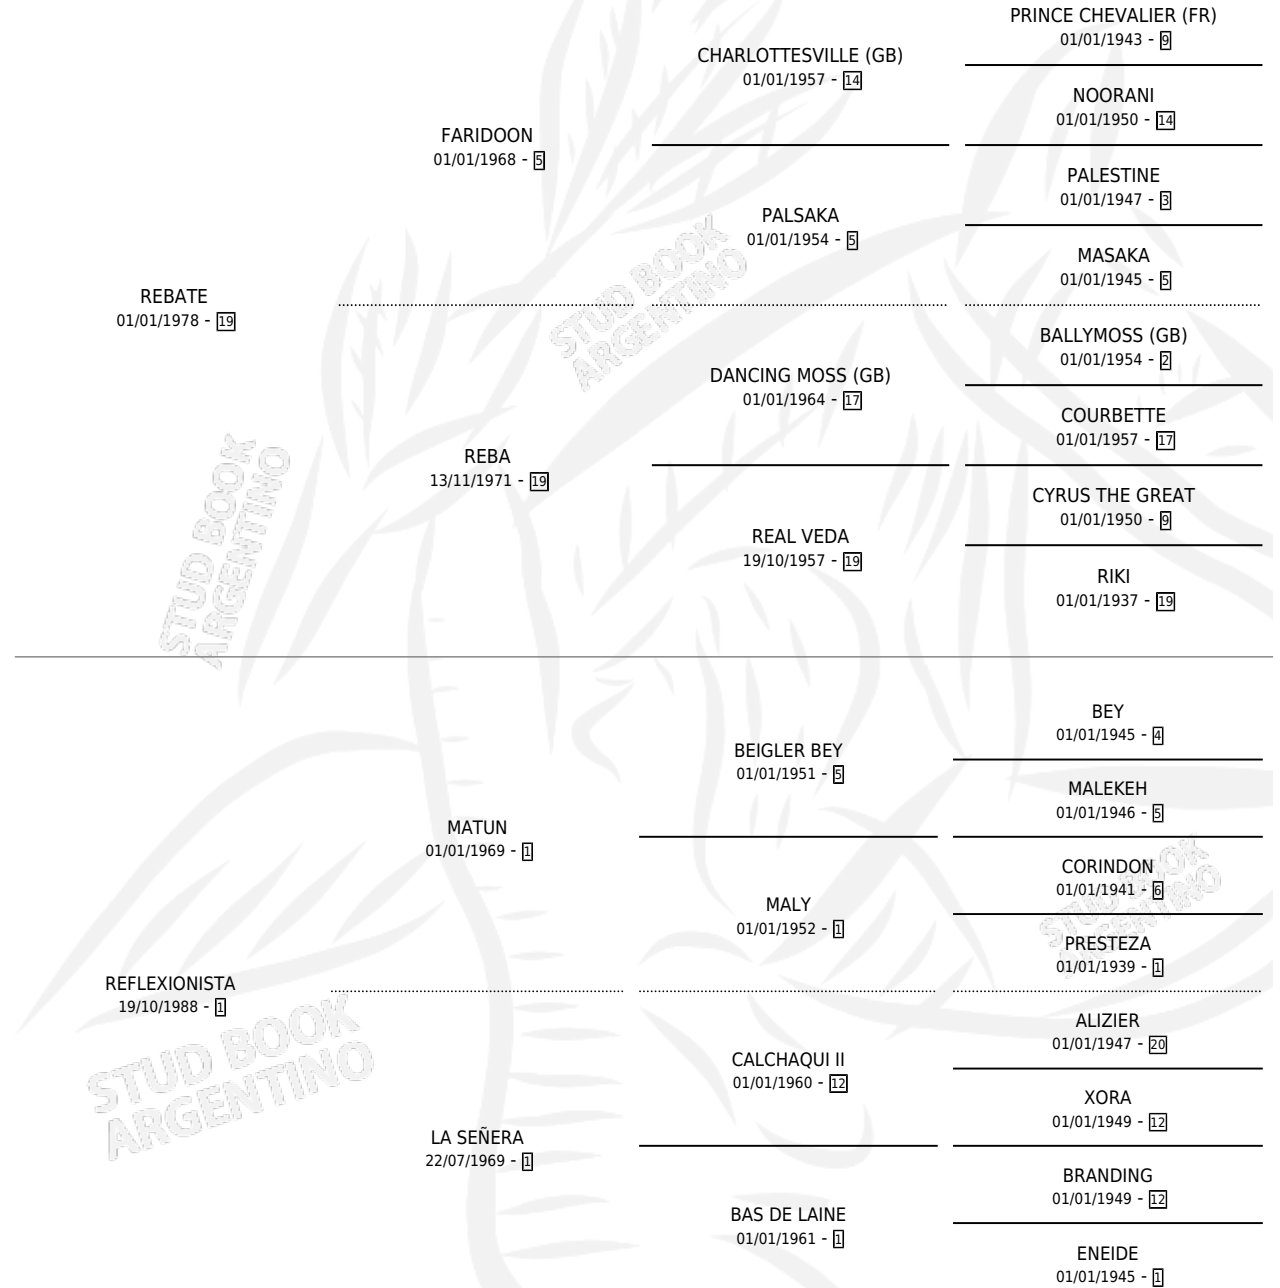 PRINCE CHEVALIER (FR)
01/01/1943 - 9
CHARLOTTESVILLE (GB)
01/01/1957 - 14
NOORANI
01/01/1950 - 14
FARIDOON
01/01/1968 - 5
PALESTINE
01/01/1947 - 3
PALSAKA
01/01/1954 - 5
MASAKA
01/01/1945 - 5
REBATE
01/01/1978 - 19
BALLYMOSS (GB)
01/01/1954 - 2
DANCING MOSS (GB)
01/01/1964 - 17
COURBETTE
01/01/1957 - 17
REBA
13/11/1971 - 19
CYRUS THE GREAT
01/01/1950 - 9
REAL VEDA
19/10/1957 - 19
RIKI
01/01/1937 - 19
BEY
01/01/1945 - 4
BEIGLER BEY
01/01/1951 - 5
MALEKEH
01/01/1946 - 5
MATUN
01/01/1969 - 1
CORINDON
01/01/1941 - 6
MALY
01/01/1952 - 1
PRESTEZA
01/01/1939 - 1
REFLEXIONISTA
19/10/1988 - 1
ALIZIER
01/01/1947 - 20
CALCHAQUI II
01/01/1960 - 12
XORA
01/01/1949 - 12
LA SEÑERA
22/07/1969 - 1
BRANDING
01/01/1949 - 12
BAS DE LAINE
01/01/1961 - 1
ENEIDE
01/01/1945 - 1
STUD BOOK
ARGENTINO
STUD BOOK
ARGENTINO
STUD BOOK
ARGENTINO
STUD BOOK
ARGENTINO